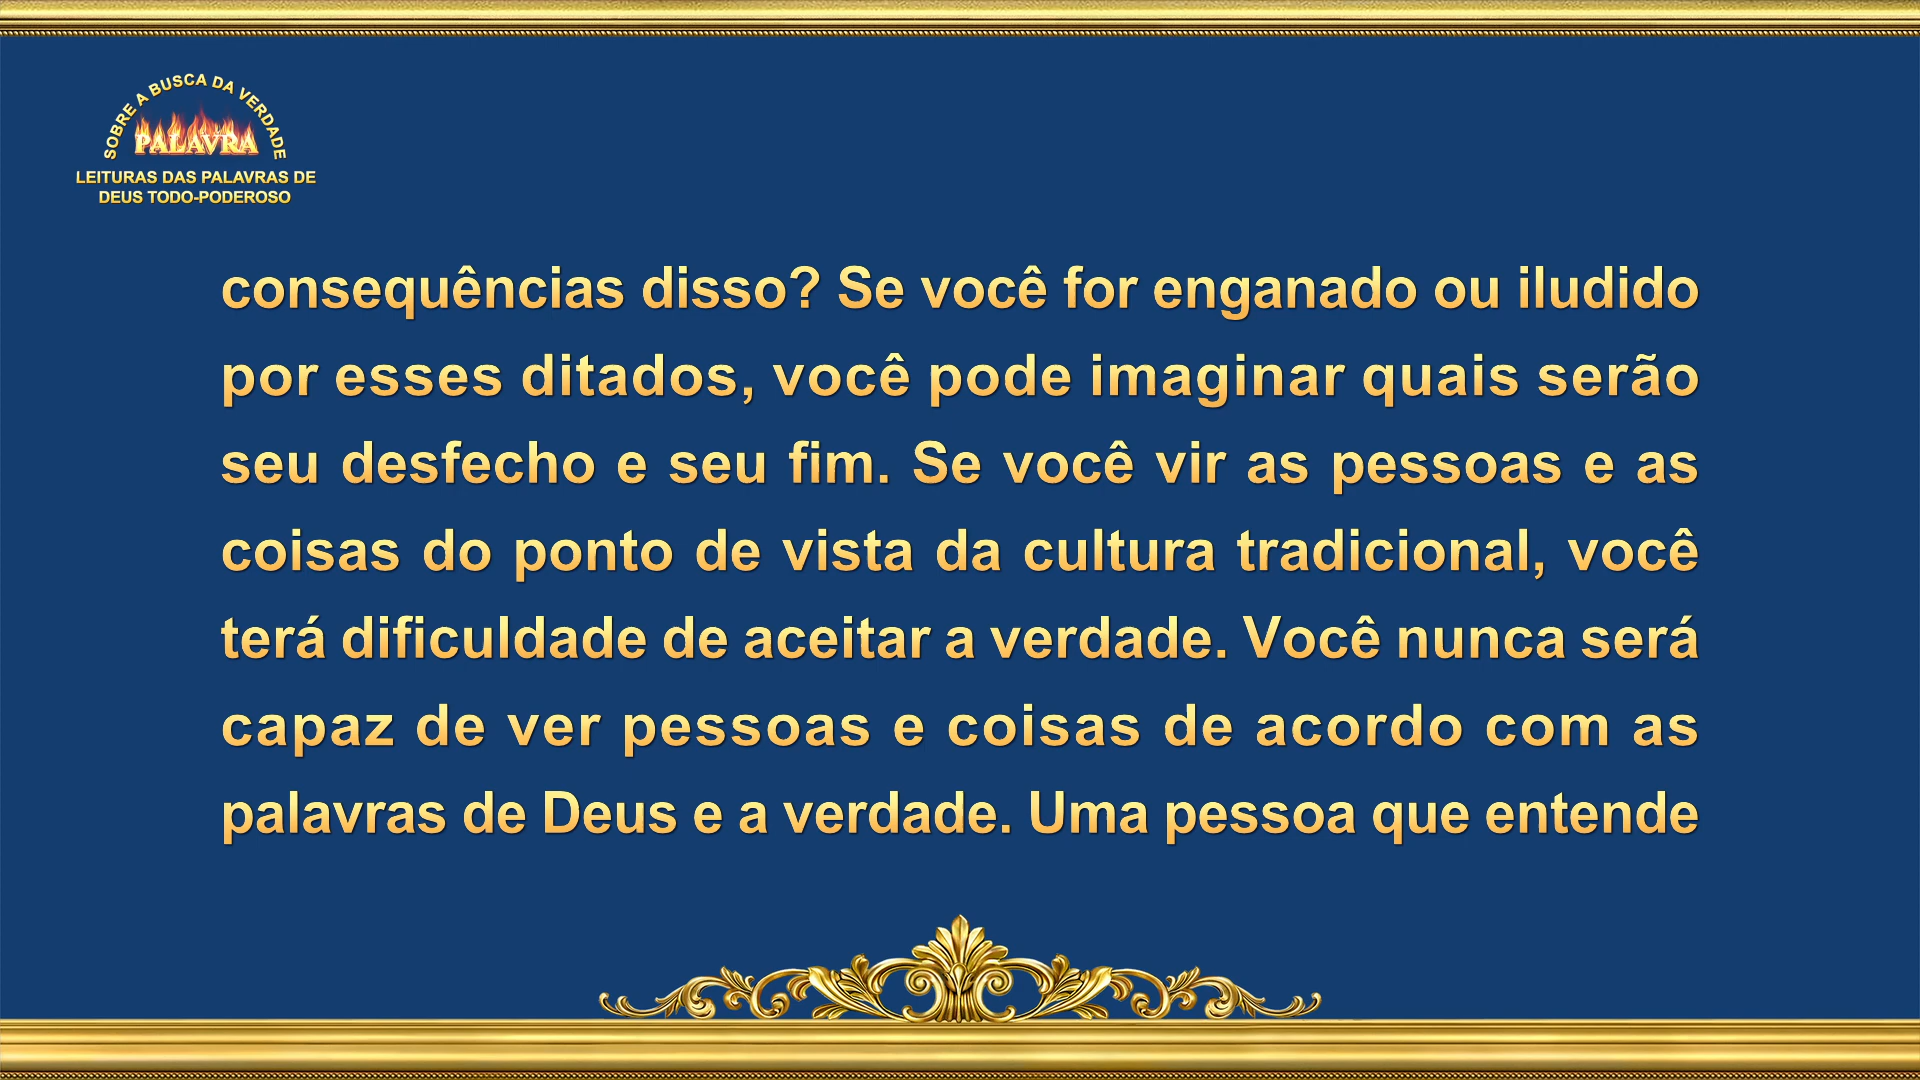 SOBRE A BUSCA DA VERDADE
PALAVRA
LEITURAS DAS PALAVRAS DE
DEUS TODO-PODEROSO
consequências disso? Se você for enganado ou iludido
por esses ditados, você pode imaginar quais serão
seu desfecho e seu fim. Se você vir as pessoas e as
coisas do ponto de vista da cultura tradicional, você
terá dificuldade de aceitar a verdade. Você nunca será
capaz de ver pessoas e coisas de acordo com as
palavras de Deus e a verdade. Uma pessoa que entende